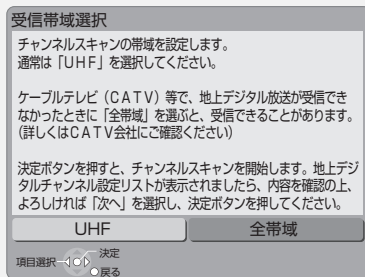 受信帯域選択
チャンネルスキャンの帯域を設定します。
通常は「UHF」を選択してください。
ケーブルテレビ（CATV）等で、地上デジタル放送が受信でき
なかったときに「全帯域」を選ぶと、受信できることがあります。
（詳しくはCATV会社にご確認ください）
決定ボタンを押すと、チャンネルスキャンを開始します。地上デジ
タルチャンネル設定リストが表示されましたら、内容を確認の上、
よろしければ「次へ」を選択し、決定ボタンを押してください。
UHF 全帯域
項目選択 決定
戻る